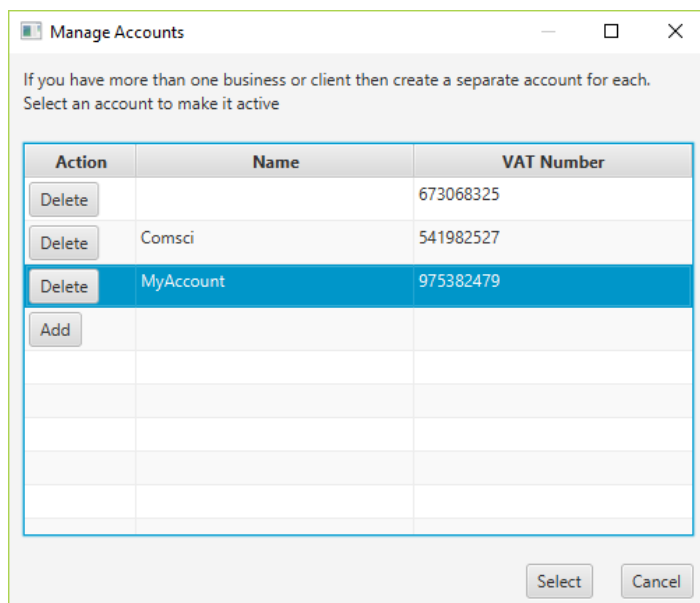 Manage Accounts
If you have more than one business or client then create a separate account for each.
Select an account to make it active
Action Name VAT Number
Delete 673068325
Delete Comsci 541982527
Delete MyAccount 975382479
Add
Select Cancel